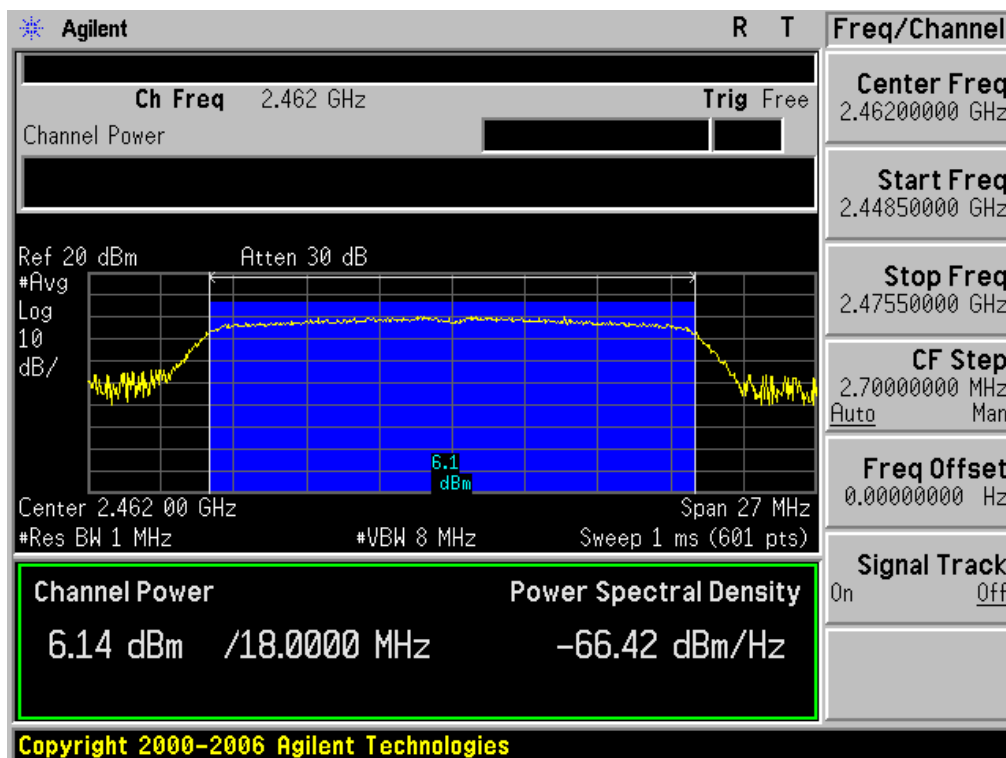 Agilent R T
Freq/Channel
Ch Freq 2.462 GHz Trig Free
Channel Power
Center Freq
2.46200000 GHz
Start Freq
2.44850000 GHz
Stop Freq
2.47550000 GHz
CF Step
2.70000000 MHz
Auto Man
Freq Offset
0.00000000 Hz
Signal Track
On Off
Ref 20 dBm Atten 30 dB
#Avg
Log
10
dB/
6.1
dBm
Center 2.462 00 GHz Span 27 MHz
#Res BW 1 MHz #VBW 8 MHz Sweep 1 ms (601 pts)
Channel Power Power Spectral Density
6.14 dBm /18.0000 MHz -66.42 dBm/Hz
Copyright 2000-2006 Agilent Technologies